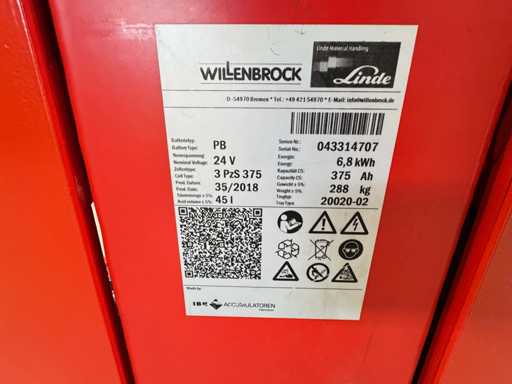 Linde Material Handling
WILLENBROCK
Linde
D-54970 Bremen * Tel.: +49 421 54970 * E-Mail: info@willenbrock.de
Batterietyp:
Battery Type: PB
Nennspannung:
Nominal Voltage: 24 V
Zellentype:
Cell Type: 3 PzS 375
Prod. Datum:
Prod. Date: 35/2018
Säuremenge ± 5%:
Acid volume ± 5%: 45 l
Serien Nr.:
Serial Nr.: 043314707
Energie:
Energy: 6,8 kWh
Kapazität C5:
Capacity C5: 375 Ah
Gewicht ± 5%:
Weight ± 5%: 288 kg
Trogtyp:
Tray Type 20020-02
Made by
ACCUMULATOREN